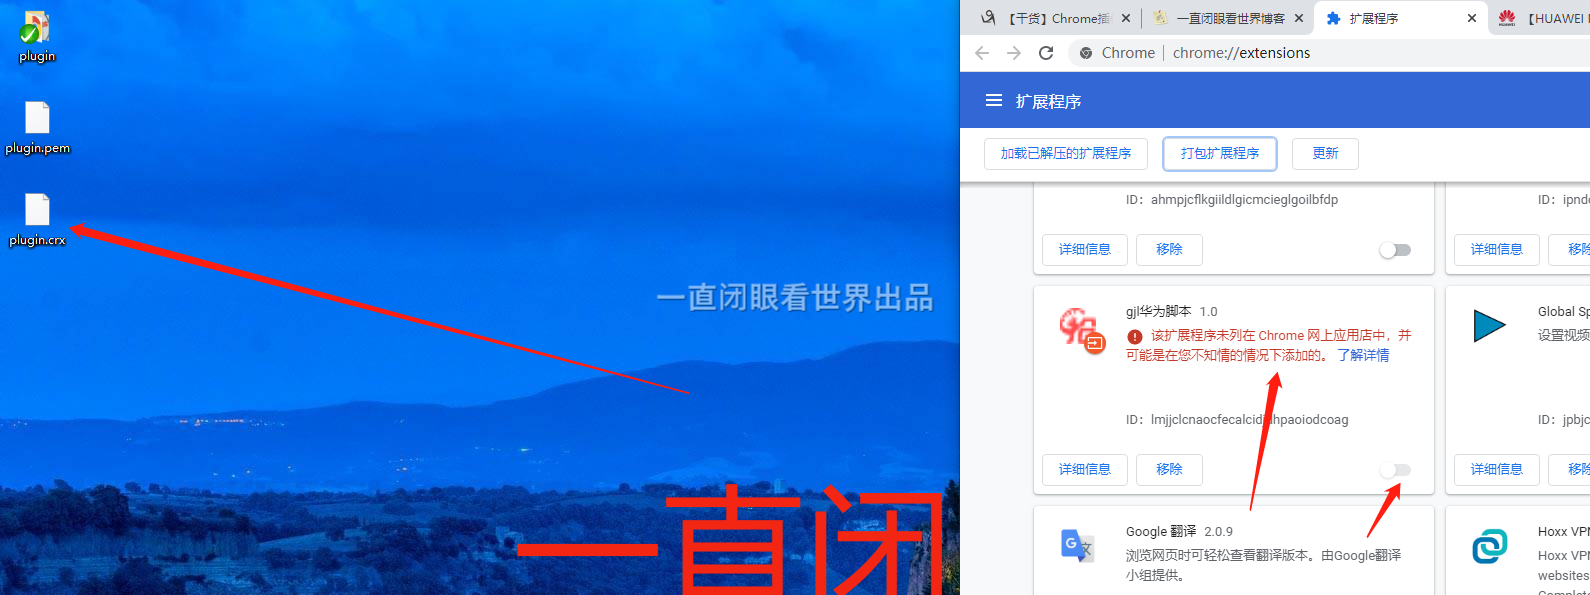 plugin
plugin.pem
plugin.crx
一直闭眼看世界出品
一直闭
【干货】Chrome插
一直闭眼看世界博客
扩展程序
【HUAWEI
Chrome
chrome://extensions
扩展程序
加载已解压的扩展程序
打包扩展程序
更新
ID： ahmpjcflkgiildlgicmcieglgoilbfdp
详细信息
移除
gjl华为脚本 1.0
该扩展程序未列在 Chrome 网上应用店中，并
可能是在您不知情的情况下添加的。 了解详情
详细信息
移除
Google 翻译 2.0.9
浏览网页时可轻松查看翻译版本。由Google翻译
小组提供。
ID： ipnd
详细信息
移除
Global Sp
设置视频
ID： jpbjc
详细信息
移除
Hoxx VPN
Hoxx VPN
websites